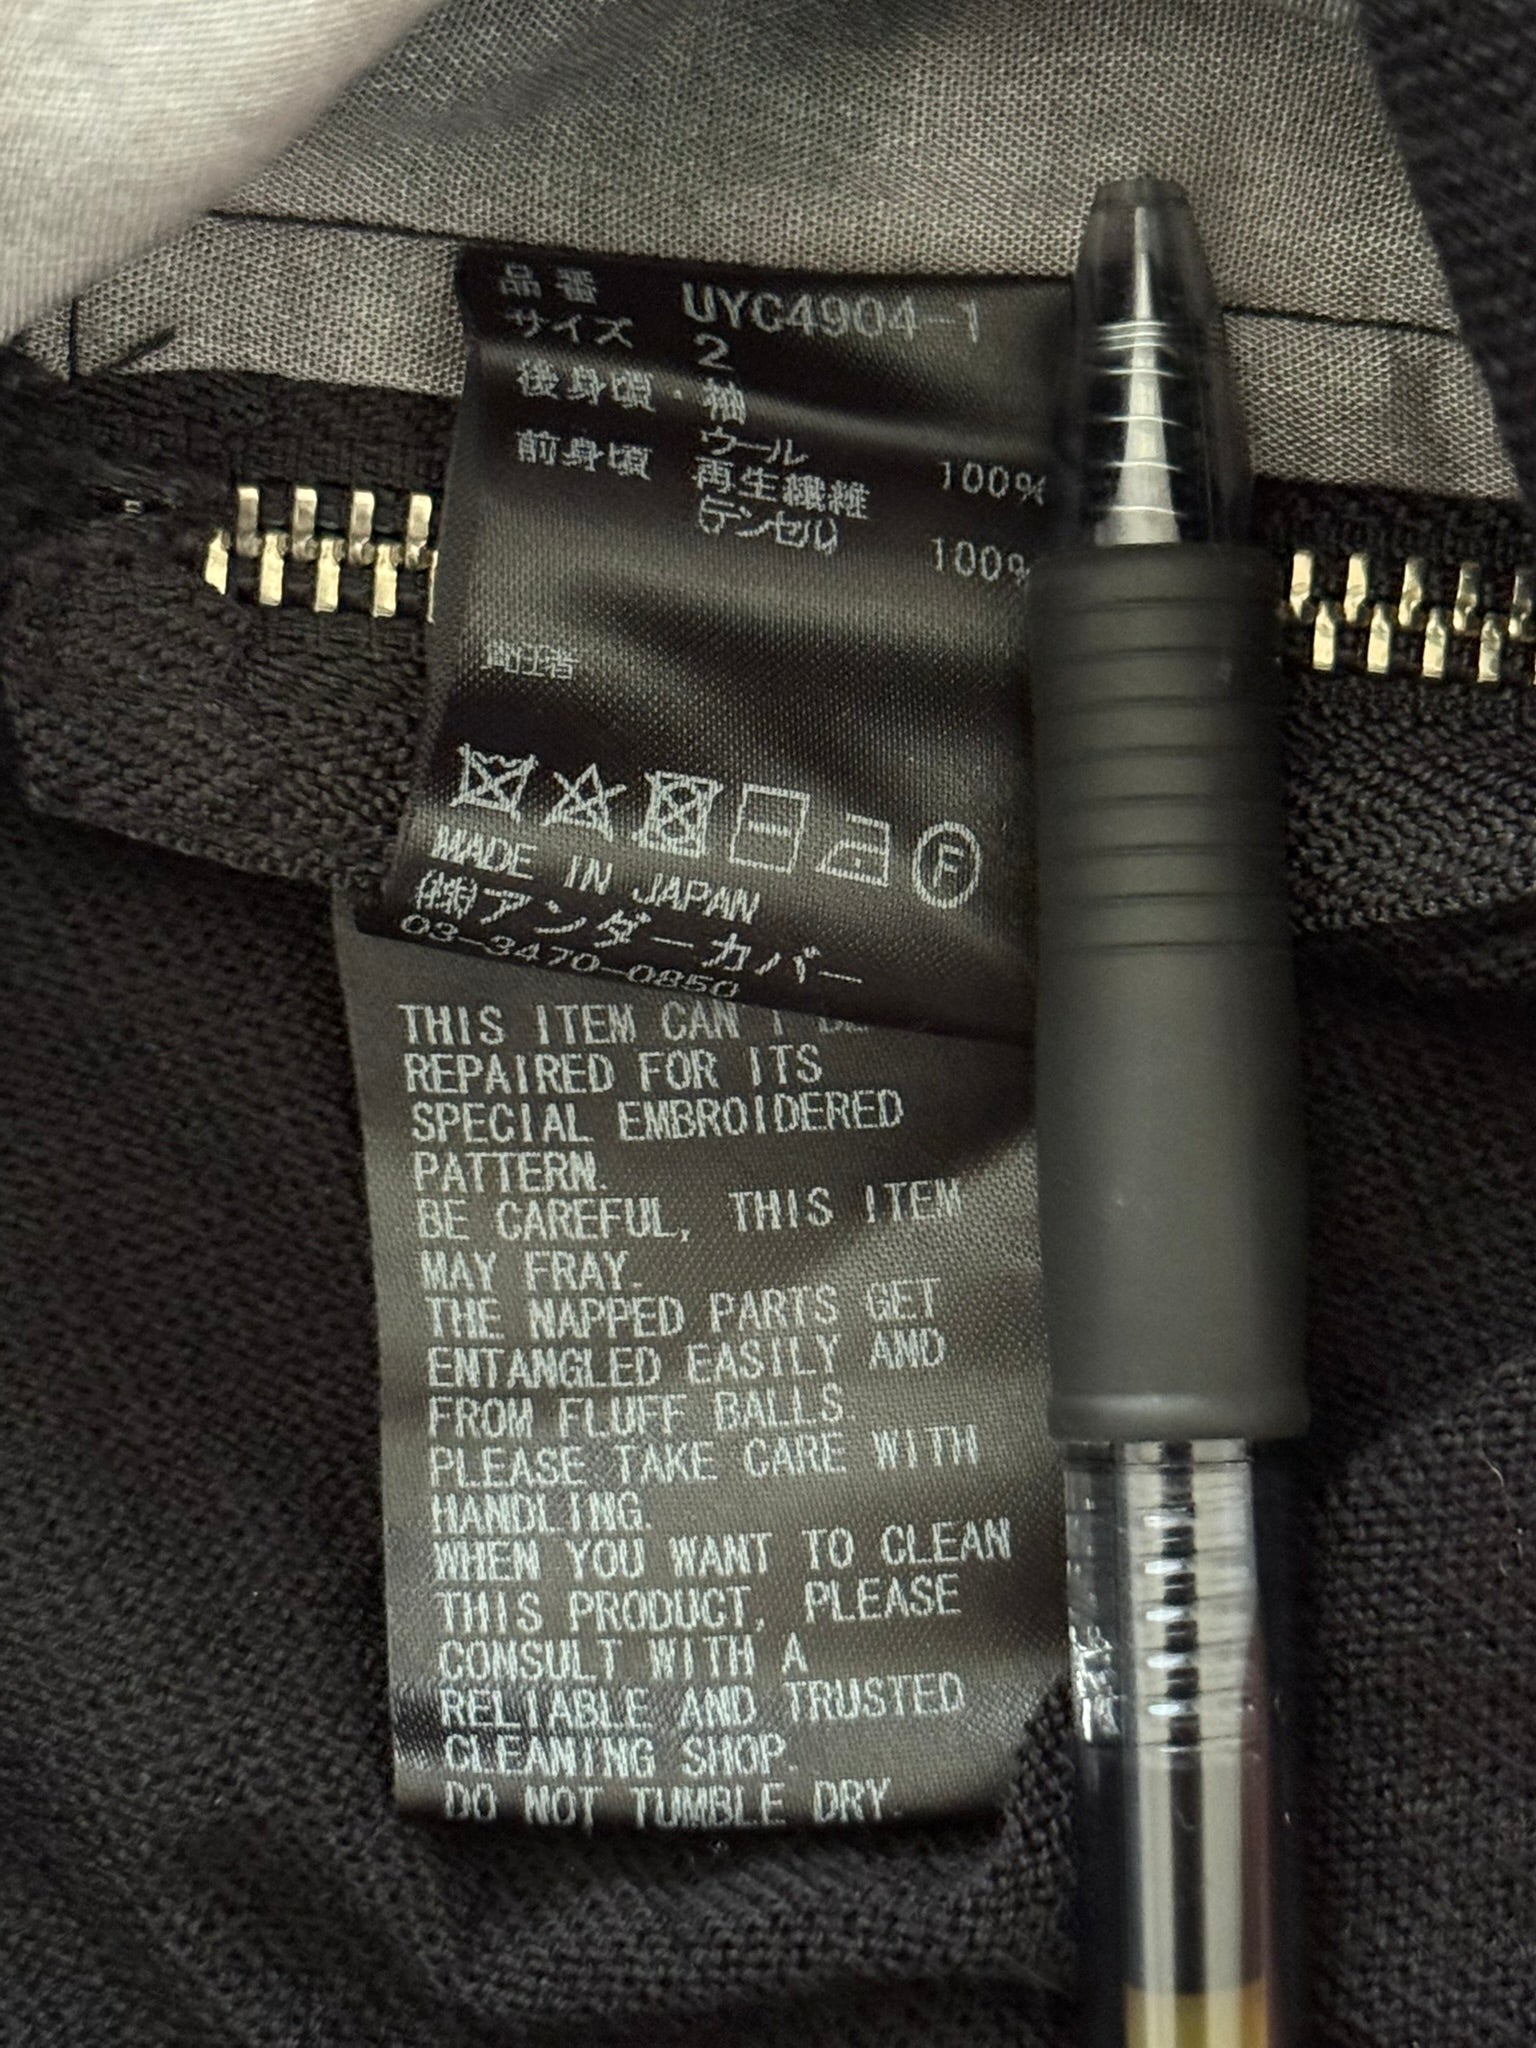 品番 UYC4904-1
サイズ 2
後身頃・袖
ウール 100%
前身頃 再生繊維
(テンセル) 100%
責任者
F
MADE IN JAPAN
㈱アンダーカバー
03-3470-0850
THIS ITEM CAN'T BE
REPAIRED FOR ITS
SPECIAL EMBROIDERED
PATTERN.
BE CAREFUL, THIS ITEM
MAY FRAY.
THE NAPPED PARTS GET
ENTANGLED EASILY AND
FROM FLUFF BALLS.
PLEASE TAKE CARE WITH
HANDLING.
WHEN YOU WANT TO CLEAN
THIS PRODUCT, PLEASE
CONSULT WITH A
RELIABLE AND TRUSTED
CLEANING SHOP.
DO NOT TUMBLE DRY.